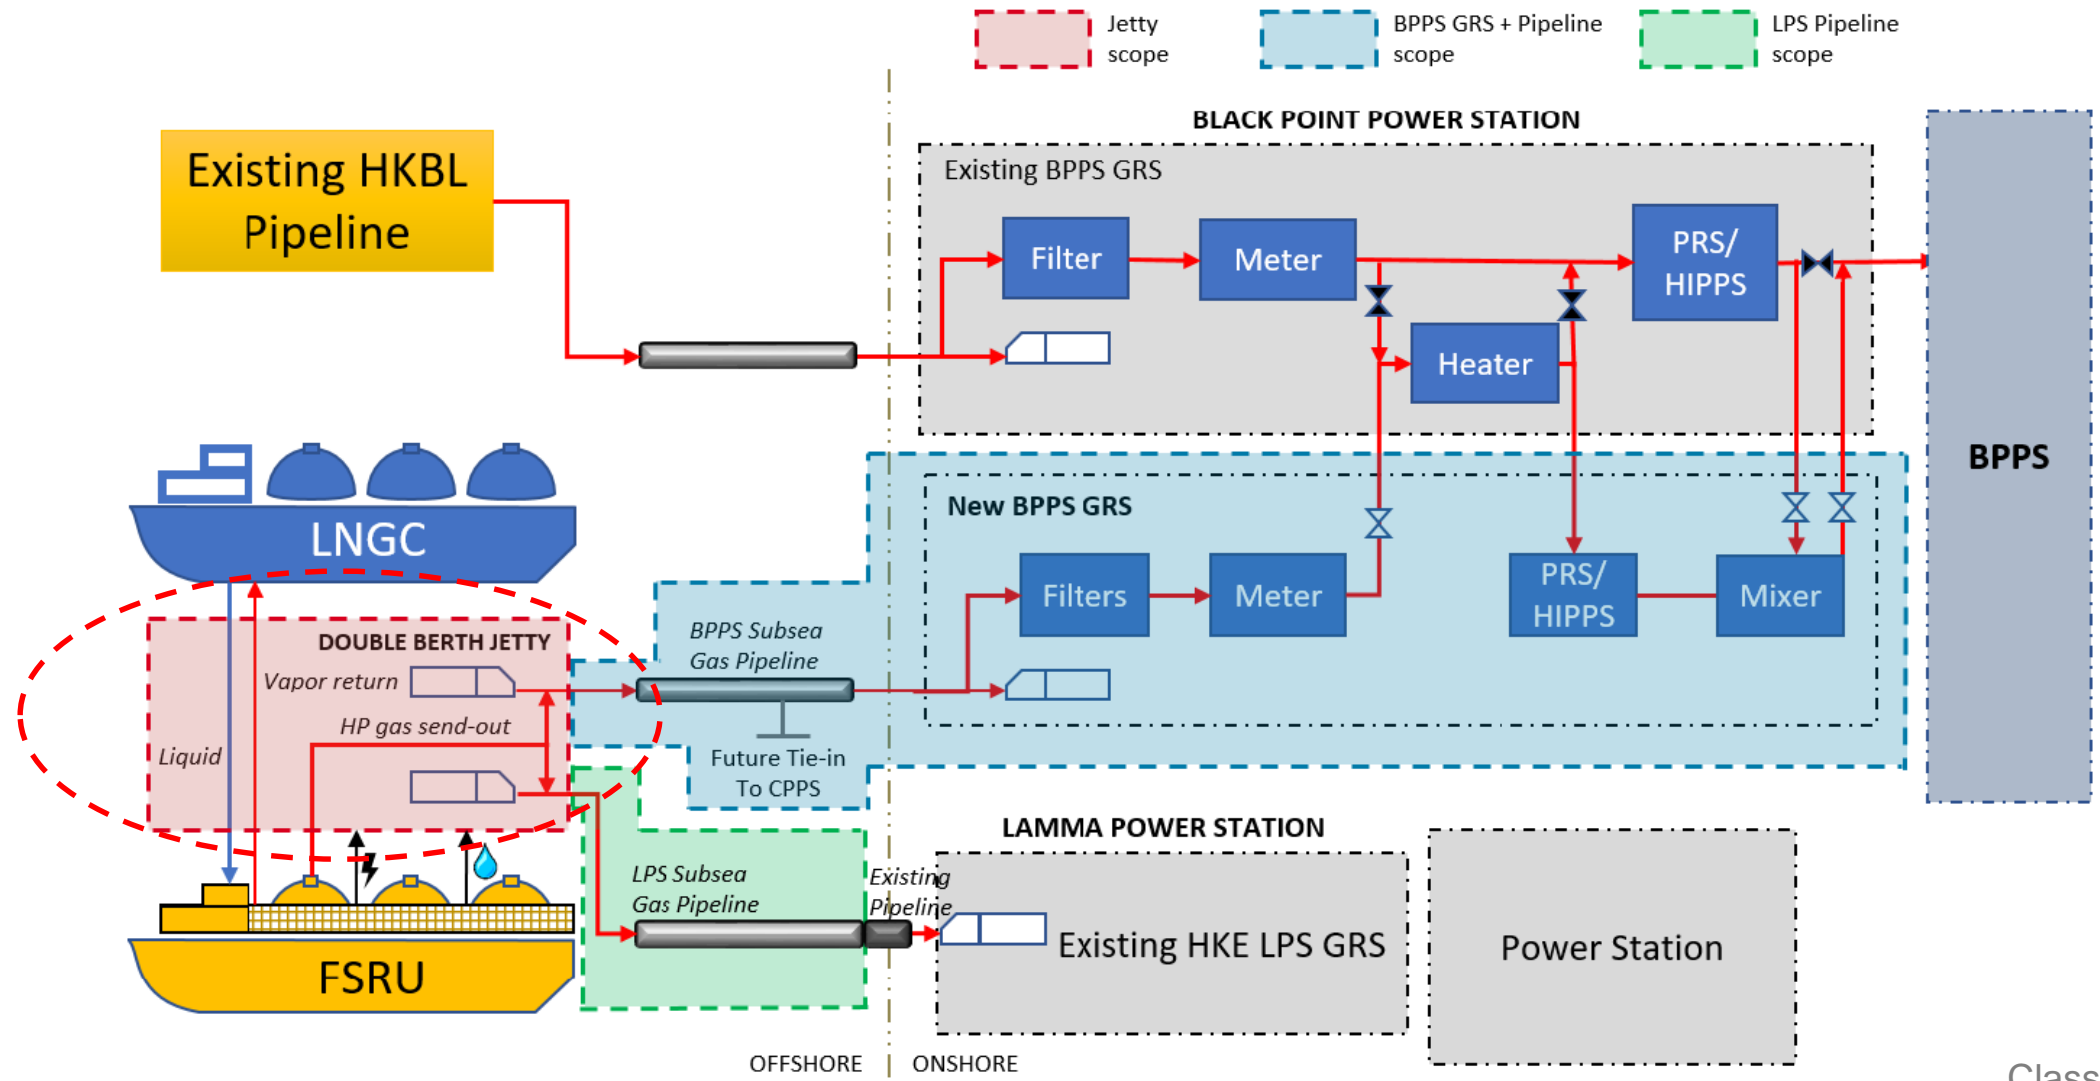 Jetty
scope
BPPS GRS + Pipeline
scope
LPS Pipeline
scope
BLACK POINT POWER STATION
Existing HKBL
Pipeline
Existing BPPS GRS
Filter
Meter
PRS/
HIPPS
Heater
BPPS
LNGC
New BPPS GRS
Filters
Meter
PRS/
HIPPS
Mixer
DOUBLE BERTH JETTY
BPPS Subsea
Gas Pipeline
Vapor return
HP gas send-out
Liquid
Future Tie-in
To CPPS
LAMMA POWER STATION
LPS Subsea
Gas Pipeline
Existing
Pipeline
Existing HKE LPS GRS
Power Station
FSRU
OFFSHORE
ONSHORE
Class